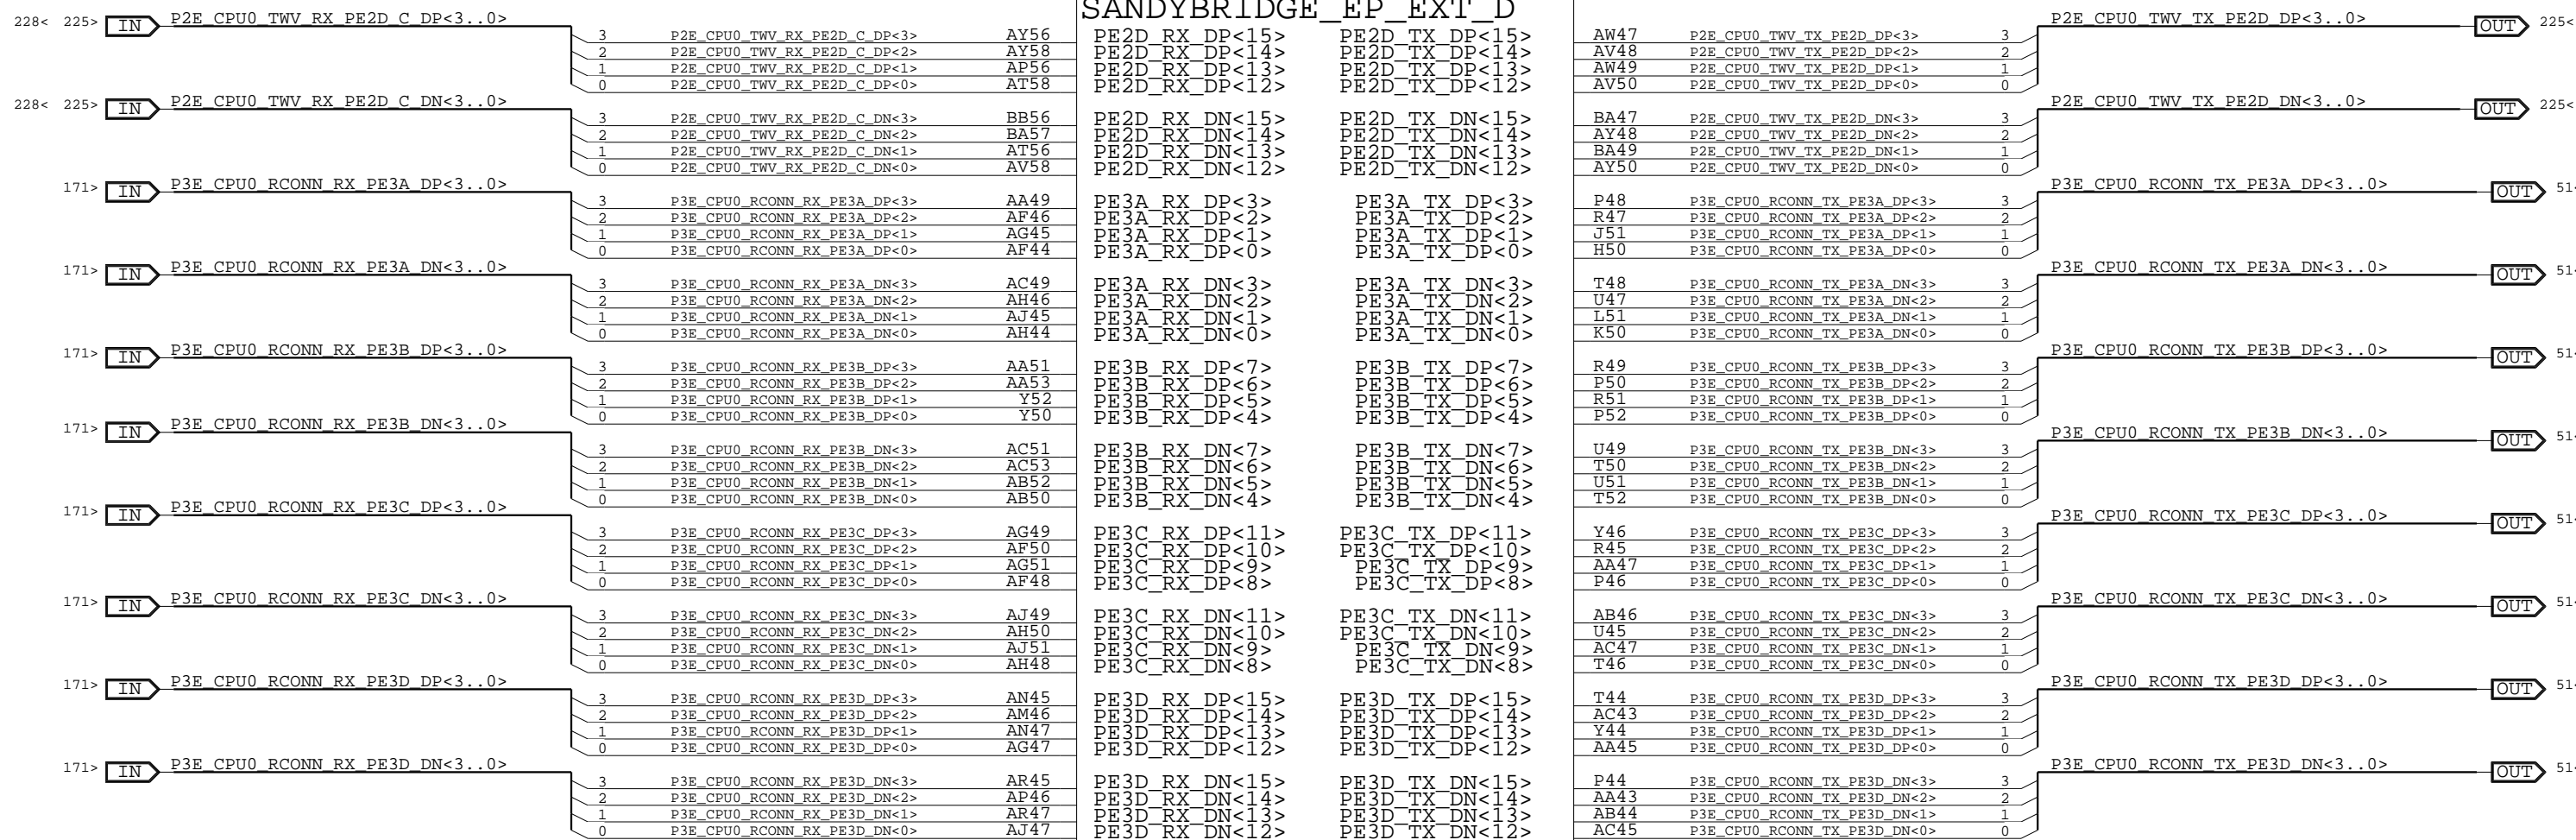 SANDYBRIDGE_EP_EXT_D
228< 225> IN P2E_CPU0_TWV_RX_PE2D_C_DP<3..0> P2E_CPU0_TWV_TX_PE2D_DP<3..0> OUT 225<
3 P2E_CPU0_TWV_RX_PE2D_C_DP<3> AY56 PE2D_RX_DP<15> PE2D_TX_DP<15> AW47 P2E_CPU0_TWV_TX_PE2D_DP<3> 3
2 P2E_CPU0_TWV_RX_PE2D_C_DP<2> AY58 PE2D_RX_DP<14> PE2D_TX_DP<14> AV48 P2E_CPU0_TWV_TX_PE2D_DP<2> 2
1 P2E_CPU0_TWV_RX_PE2D_C_DP<1> AP56 PE2D_RX_DP<13> PE2D_TX_DP<13> AW49 P2E_CPU0_TWV_TX_PE2D_DP<1> 1
0 P2E_CPU0_TWV_RX_PE2D_C_DP<0> AT58 PE2D_RX_DP<12> PE2D_TX_DP<12> AV50 P2E_CPU0_TWV_TX_PE2D_DP<0> 0
228< 225> IN P2E_CPU0_TWV_RX_PE2D_C_DN<3..0> P2E_CPU0_TWV_TX_PE2D_DN<3..0> OUT 225<
3 P2E_CPU0_TWV_RX_PE2D_C_DN<3> BB56 PE2D_RX_DN<15> PE2D_TX_DN<15> BA47 P2E_CPU0_TWV_TX_PE2D_DN<3> 3
2 P2E_CPU0_TWV_RX_PE2D_C_DN<2> BA57 PE2D_RX_DN<14> PE2D_TX_DN<14> AY48 P2E_CPU0_TWV_TX_PE2D_DN<2> 2
1 P2E_CPU0_TWV_RX_PE2D_C_DN<1> AT56 PE2D_RX_DN<13> PE2D_TX_DN<13> BA49 P2E_CPU0_TWV_TX_PE2D_DN<1> 1
0 P2E_CPU0_TWV_RX_PE2D_C_DN<0> AV58 PE2D_RX_DN<12> PE2D_TX_DN<12> AY50 P2E_CPU0_TWV_TX_PE2D_DN<0> 0
171> IN P3E_CPU0_RCONN_RX_PE3A_DP<3..0> P3E_CPU0_RCONN_TX_PE3A_DP<3..0> OUT 51<
3 P3E_CPU0_RCONN_RX_PE3A_DP<3> AA49 PE3A_RX_DP<3> PE3A_TX_DP<3> P48 P3E_CPU0_RCONN_TX_PE3A_DP<3> 3
2 P3E_CPU0_RCONN_RX_PE3A_DP<2> AF46 PE3A_RX_DP<2> PE3A_TX_DP<2> R47 P3E_CPU0_RCONN_TX_PE3A_DP<2> 2
1 P3E_CPU0_RCONN_RX_PE3A_DP<1> AG45 PE3A_RX_DP<1> PE3A_TX_DP<1> J51 P3E_CPU0_RCONN_TX_PE3A_DP<1> 1
0 P3E_CPU0_RCONN_RX_PE3A_DP<0> AF44 PE3A_RX_DP<0> PE3A_TX_DP<0> H50 P3E_CPU0_RCONN_TX_PE3A_DP<0> 0
171> IN P3E_CPU0_RCONN_RX_PE3A_DN<3..0> P3E_CPU0_RCONN_TX_PE3A_DN<3..0> OUT 51<
3 P3E_CPU0_RCONN_RX_PE3A_DN<3> AC49 PE3A_RX_DN<3> PE3A_TX_DN<3> T48 P3E_CPU0_RCONN_TX_PE3A_DN<3> 3
2 P3E_CPU0_RCONN_RX_PE3A_DN<2> AH46 PE3A_RX_DN<2> PE3A_TX_DN<2> U47 P3E_CPU0_RCONN_TX_PE3A_DN<2> 2
1 P3E_CPU0_RCONN_RX_PE3A_DN<1> AJ45 PE3A_RX_DN<1> PE3A_TX_DN<1> L51 P3E_CPU0_RCONN_TX_PE3A_DN<1> 1
0 P3E_CPU0_RCONN_RX_PE3A_DN<0> AH44 PE3A_RX_DN<0> PE3A_TX_DN<0> K50 P3E_CPU0_RCONN_TX_PE3A_DN<0> 0
171> IN P3E_CPU0_RCONN_RX_PE3B_DP<3..0> P3E_CPU0_RCONN_TX_PE3B_DP<3..0> OUT 51<
3 P3E_CPU0_RCONN_RX_PE3B_DP<3> AA51 PE3B_RX_DP<7> PE3B_TX_DP<7> R49 P3E_CPU0_RCONN_TX_PE3B_DP<3> 3
2 P3E_CPU0_RCONN_RX_PE3B_DP<2> AA53 PE3B_RX_DP<6> PE3B_TX_DP<6> P50 P3E_CPU0_RCONN_TX_PE3B_DP<2> 2
1 P3E_CPU0_RCONN_RX_PE3B_DP<1> Y52 PE3B_RX_DP<5> PE3B_TX_DP<5> R51 P3E_CPU0_RCONN_TX_PE3B_DP<1> 1
0 P3E_CPU0_RCONN_RX_PE3B_DP<0> Y50 PE3B_RX_DP<4> PE3B_TX_DP<4> P52 P3E_CPU0_RCONN_TX_PE3B_DP<0> 0
171> IN P3E_CPU0_RCONN_RX_PE3B_DN<3..0> P3E_CPU0_RCONN_TX_PE3B_DN<3..0> OUT 51<
3 P3E_CPU0_RCONN_RX_PE3B_DN<3> AC51 PE3B_RX_DN<7> PE3B_TX_DN<7> U49 P3E_CPU0_RCONN_TX_PE3B_DN<3> 3
2 P3E_CPU0_RCONN_RX_PE3B_DN<2> AC53 PE3B_RX_DN<6> PE3B_TX_DN<6> T50 P3E_CPU0_RCONN_TX_PE3B_DN<2> 2
1 P3E_CPU0_RCONN_RX_PE3B_DN<1> AB52 PE3B_RX_DN<5> PE3B_TX_DN<5> U51 P3E_CPU0_RCONN_TX_PE3B_DN<1> 1
0 P3E_CPU0_RCONN_RX_PE3B_DN<0> AB50 PE3B_RX_DN<4> PE3B_TX_DN<4> T52 P3E_CPU0_RCONN_TX_PE3B_DN<0> 0
171> IN P3E_CPU0_RCONN_RX_PE3C_DP<3..0> P3E_CPU0_RCONN_TX_PE3C_DP<3..0> OUT 51<
3 P3E_CPU0_RCONN_RX_PE3C_DP<3> AG49 PE3C_RX_DP<11> PE3C_TX_DP<11> Y46 P3E_CPU0_RCONN_TX_PE3C_DP<3> 3
2 P3E_CPU0_RCONN_RX_PE3C_DP<2> AF50 PE3C_RX_DP<10> PE3C_TX_DP<10> R45 P3E_CPU0_RCONN_TX_PE3C_DP<2> 2
1 P3E_CPU0_RCONN_RX_PE3C_DP<1> AG51 PE3C_RX_DP<9> PE3C_TX_DP<9> AA47 P3E_CPU0_RCONN_TX_PE3C_DP<1> 1
0 P3E_CPU0_RCONN_RX_PE3C_DP<0> AF48 PE3C_RX_DP<8> PE3C_TX_DP<8> P46 P3E_CPU0_RCONN_TX_PE3C_DP<0> 0
171> IN P3E_CPU0_RCONN_RX_PE3C_DN<3..0> P3E_CPU0_RCONN_TX_PE3C_DN<3..0> OUT 51<
3 P3E_CPU0_RCONN_RX_PE3C_DN<3> AJ49 PE3C_RX_DN<11> PE3C_TX_DN<11> AB46 P3E_CPU0_RCONN_TX_PE3C_DN<3> 3
2 P3E_CPU0_RCONN_RX_PE3C_DN<2> AH50 PE3C_RX_DN<10> PE3C_TX_DN<10> U45 P3E_CPU0_RCONN_TX_PE3C_DN<2> 2
1 P3E_CPU0_RCONN_RX_PE3C_DN<1> AJ51 PE3C_RX_DN<9> PE3C_TX_DN<9> AC47 P3E_CPU0_RCONN_TX_PE3C_DN<1> 1
0 P3E_CPU0_RCONN_RX_PE3C_DN<0> AH48 PE3C_RX_DN<8> PE3C_TX_DN<8> T46 P3E_CPU0_RCONN_TX_PE3C_DN<0> 0
171> IN P3E_CPU0_RCONN_RX_PE3D_DP<3..0> P3E_CPU0_RCONN_TX_PE3D_DP<3..0> OUT 51<
3 P3E_CPU0_RCONN_RX_PE3D_DP<3> AN45 PE3D_RX_DP<15> PE3D_TX_DP<15> T44 P3E_CPU0_RCONN_TX_PE3D_DP<3> 3
2 P3E_CPU0_RCONN_RX_PE3D_DP<2> AM46 PE3D_RX_DP<14> PE3D_TX_DP<14> AC43 P3E_CPU0_RCONN_TX_PE3D_DP<2> 2
1 P3E_CPU0_RCONN_RX_PE3D_DP<1> AN47 PE3D_RX_DP<13> PE3D_TX_DP<13> Y44 P3E_CPU0_RCONN_TX_PE3D_DP<1> 1
0 P3E_CPU0_RCONN_RX_PE3D_DP<0> AG47 PE3D_RX_DP<12> PE3D_TX_DP<12> AA45 P3E_CPU0_RCONN_TX_PE3D_DP<0> 0
171> IN P3E_CPU0_RCONN_RX_PE3D_DN<3..0> P3E_CPU0_RCONN_TX_PE3D_DN<3..0> OUT 51<
3 P3E_CPU0_RCONN_RX_PE3D_DN<3> AR45 PE3D_RX_DN<15> PE3D_TX_DN<15> P44 P3E_CPU0_RCONN_TX_PE3D_DN<3> 3
2 P3E_CPU0_RCONN_RX_PE3D_DN<2> AP46 PE3D_RX_DN<14> PE3D_TX_DN<14> AA43 P3E_CPU0_RCONN_TX_PE3D_DN<2> 2
1 P3E_CPU0_RCONN_RX_PE3D_DN<1> AR47 PE3D_RX_DN<13> PE3D_TX_DN<13> AB44 P3E_CPU0_RCONN_TX_PE3D_DN<1> 1
0 P3E_CPU0_RCONN_RX_PE3D_DN<0> AJ47 PE3D_RX_DN<12> PE3D_TX_DN<12> AC45 P3E_CPU0_RCONN_TX_PE3D_DN<0> 0